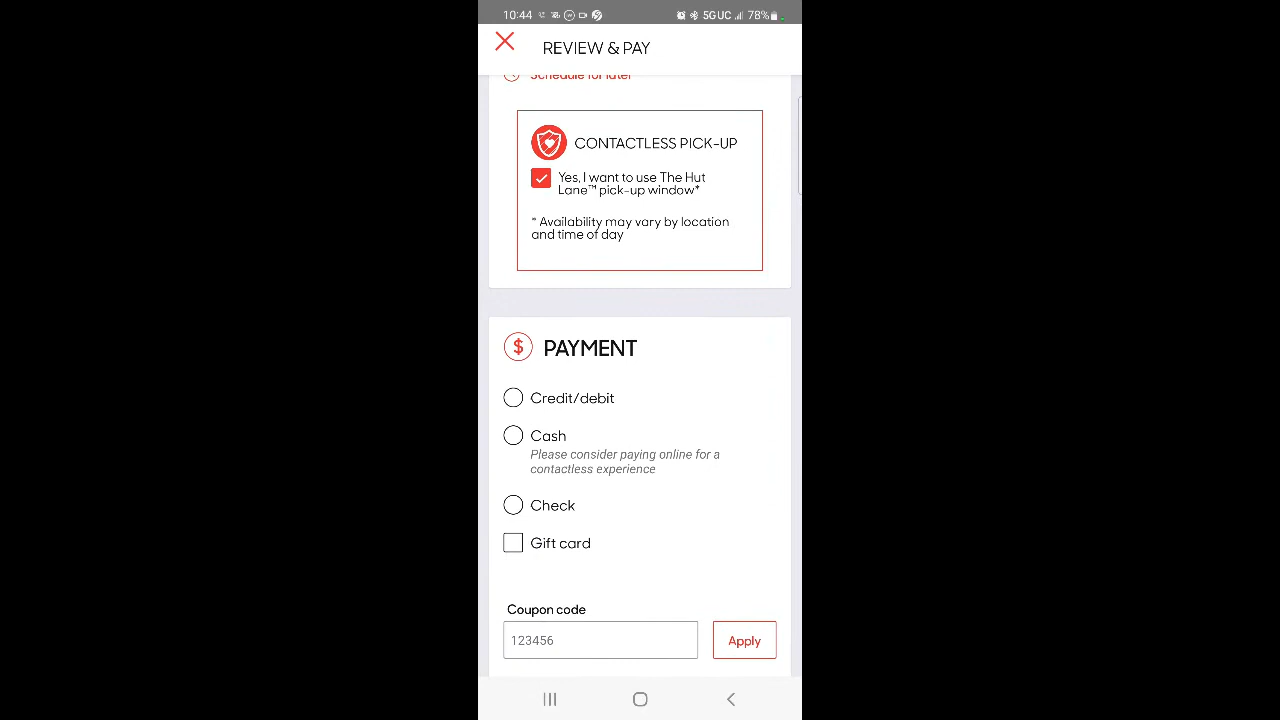 10:44 5G UC 78%
REVIEW & PAY
Schedule for later
CONTACTLESS PICK-UP
Yes, I want to use The Hut
Lane™ pick-up window*
* Availability may vary by location
and time of day
$ PAYMENT
Credit/debit
Cash
Please consider paying online for a
contactless experience
Check
Gift card
Coupon code
123456 Apply